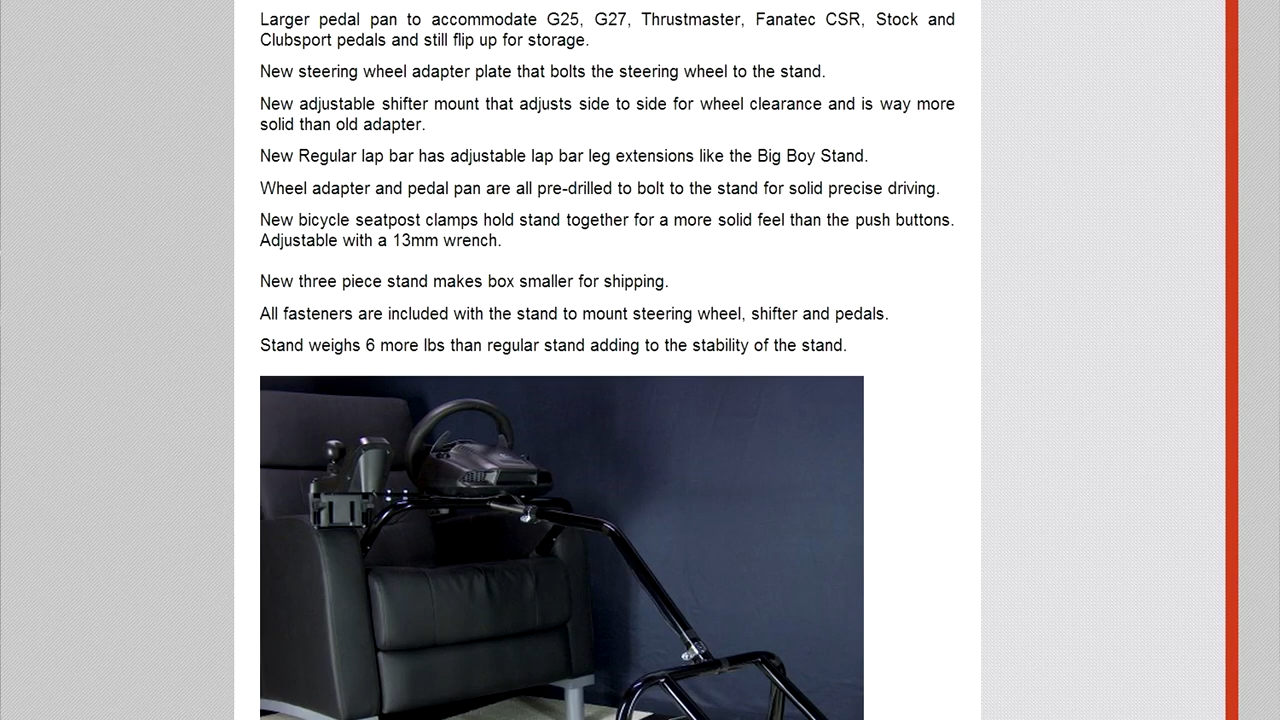 Larger pedal pan to accommodate G25, G27, Thrustmaster, Fanatec CSR, Stock and
Clubsport pedals and still flip up for storage.
New steering wheel adapter plate that bolts the steering wheel to the stand.
New adjustable shifter mount that adjusts side to side for wheel clearance and is way more
solid than old adapter.
New Regular lap bar has adjustable lap bar leg extensions like the Big Boy Stand.
Wheel adapter and pedal pan are all pre-drilled to bolt to the stand for solid precise driving.
New bicycle seatpost clamps hold stand together for a more solid feel than the push buttons.
Adjustable with a 13mm wrench.
New three piece stand makes box smaller for shipping.
All fasteners are included with the stand to mount steering wheel, shifter and pedals.
Stand weighs 6 more lbs than regular stand adding to the stability of the stand.